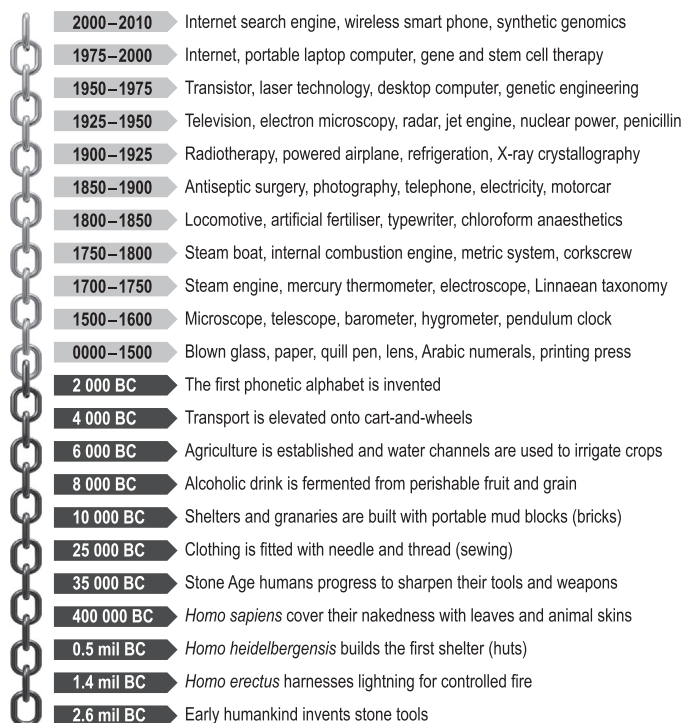 2000–2010 Internet search engine, wireless smart phone, synthetic genomics
1975–2000 Internet, portable laptop computer, gene and stem cell therapy
1950–1975 Transistor, laser technology, desktop computer, genetic engineering
1925–1950 Television, electron microscopy, radar, jet engine, nuclear power, penicillin
1900–1925 Radiotherapy, powered airplane, refrigeration, X-ray crystallography
1850–1900 Antiseptic surgery, photography, telephone, electricity, motorcar
1800–1850 Locomotive, artificial fertiliser, typewriter, chloroform anaesthetics
1750–1800 Steam boat, internal combustion engine, metric system, corkscrew
1700–1750 Steam engine, mercury thermometer, electroscope, Linnaean taxonomy
1500–1600 Microscope, telescope, barometer, hygrometer, pendulum clock
0000–1500 Blown glass, paper, quill pen, lens, Arabic numerals, printing press
2 000 BC The first phonetic alphabet is invented
4 000 BC Transport is elevated onto cart-and-wheels
6 000 BC Agriculture is established and water channels are used to irrigate crops
8 000 BC Alcoholic drink is fermented from perishable fruit and grain
10 000 BC Shelters and granaries are built with portable mud blocks (bricks)
25 000 BC Clothing is fitted with needle and thread (sewing)
35 000 BC Stone Age humans progress to sharpen their tools and weapons
400 000 BC Homo sapiens cover their nakedness with leaves and animal skins
0.5 mil BC Homo heidelbergensis builds the first shelter (huts)
1.4 mil BC Homo erectus harnesses lightning for controlled fire
2.6 mil BC Early humankind invents stone tools